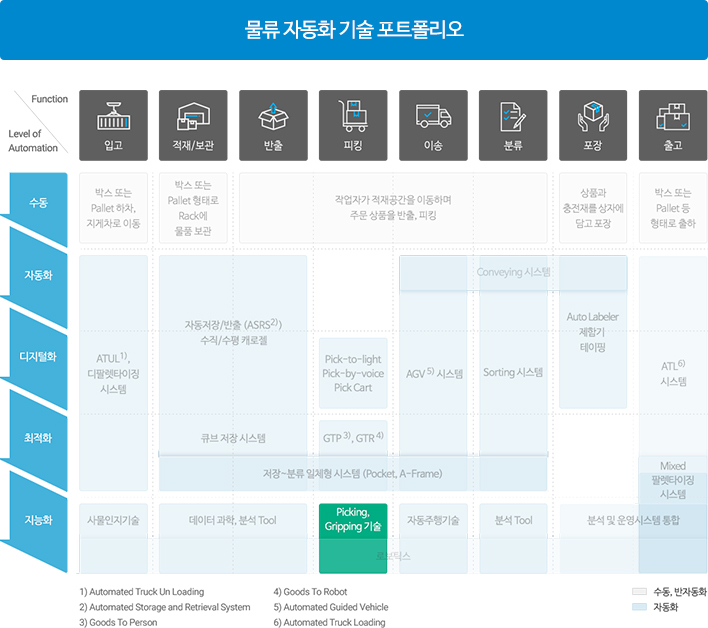 물류 자동화 기술 포트폴리오
Function
Level of
Automation
입고
적재/보관
반출
피킹
이송
분류
포장
출고
수동
박스 또는
Pallet 하차,
지게차로 이동
박스 또는
Pallet 형태로
Rack에
물품 보관
작업자가 적재공간을 이동하며
주문 상품을 반출, 피킹
상품과
충전재를 상자에
담고 포장
박스 또는
Pallet 등
형태로 출하
자동화
디지털화
최적화
지능화
ATUL1),
디팔렛타이징
시스템
자동저장/반출 (ASRS2))
수직/수평 캐로젤
큐브 저장 시스템
Pick-to-light
Pick-by-voice
Pick Cart
GTP 3), GTR 4)
Conveying 시스템
AGV 5) 시스템
Sorting 시스템
Auto Labeler
제함기
테이핑
ATL6)
시스템
저장~분류 일체형 시스템 (Pocket, A-Frame)
Mixed
팔렛타이징
시스템
사물인지기술
데이터 과학, 분석 Tool
Picking,
Gripping 기술
자동주행기술
분석 Tool
분석 및 운영시스템 통합
로보틱스
1) Automated Truck Un Loading
2) Automated Storage and Retrieval System
3) Goods To Person
4) Goods To Robot
5) Automated Guided Vehicle
6) Automated Truck Loading
수동, 반자동화
자동화